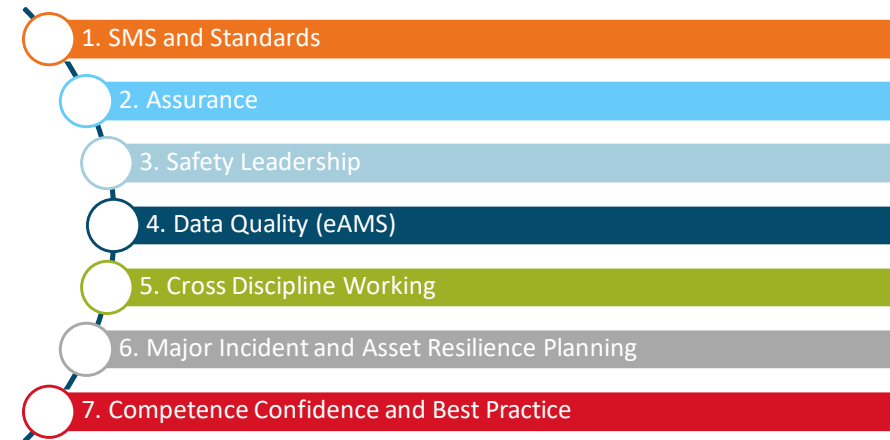 1. SMS and Standards
2. Assurance
3. Safety Leadership
4. Data Quality (eAMS)
5. Cross Discipline Working
6. Major Incident and Asset Resilience Planning
7. Competence Confidence and Best Practice